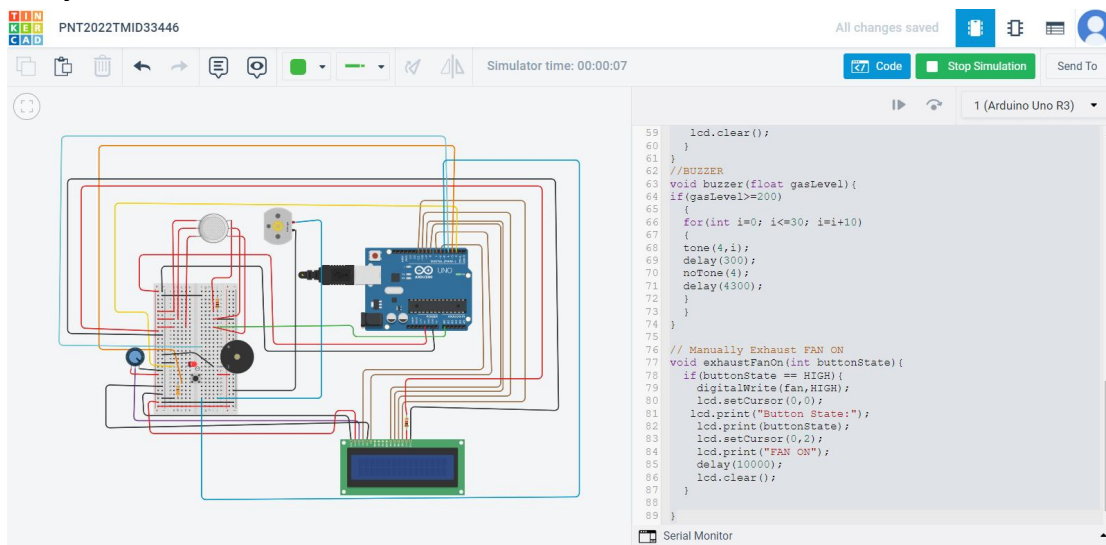 TIN
KER
CAD
PNT2022TMID33446
All changes saved
Simulator time: 00:00:07
Code
Stop Simulation
Send To
1 (Arduino Uno R3)
59 lcd.clear();
60 }
61 }
62 //BUZZER
63 void buzzer(float gasLevel){
64 if(gasLevel>=200)
65 {
66 for(int i=0; i<=30; i=i+10)
67 {
68 tone(4,i);
69 delay(300);
70 noTone(4);
71 delay(4300);
72 }
73 }
74 }
75
76 // Manually Exhaust FAN ON
77 void exhaustFanOn(int buttonState){
78 if(buttonState == HIGH){
79 digitalWrite(fan,HIGH);
80 lcd.setCursor(0,0);
81 lcd.print("Button State:");
82 lcd.print(buttonState);
83 lcd.setCursor(0,2);
84 lcd.print("FAN ON");
85 delay(10000);
86 lcd.clear();
87 }
88
89 }
UNO
Serial Monitor